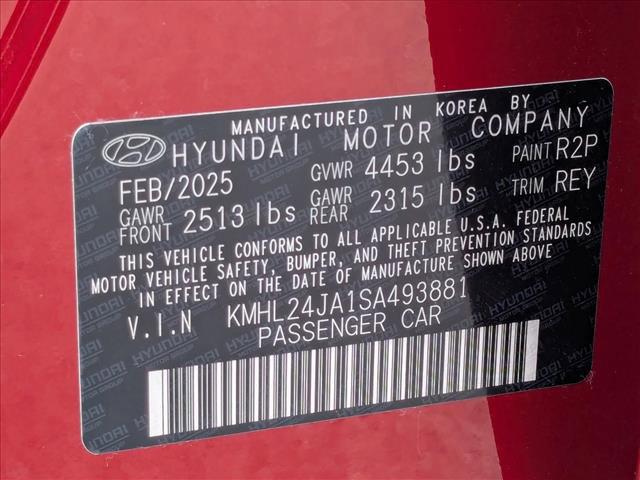 MANUFACTURED IN KOREA BY
HYUNDAI MOTOR COMPANY
FEB/2025 GVWR 4453 lbs PAINT R2P
GAWR FRONT 2513 lbs GAWR REAR 2315 lbs TRIM REY
THIS VEHICLE CONFORMS TO ALL APPLICABLE U.S.A. FEDERAL
MOTOR VEHICLE SAFETY, BUMPER, AND THEFT PREVENTION STANDARDS
IN EFFECT ON THE DATE OF MANUFACTURE SHOWN ABOVE
V.I.N KMHL24JA1SA493881
PASSENGER CAR